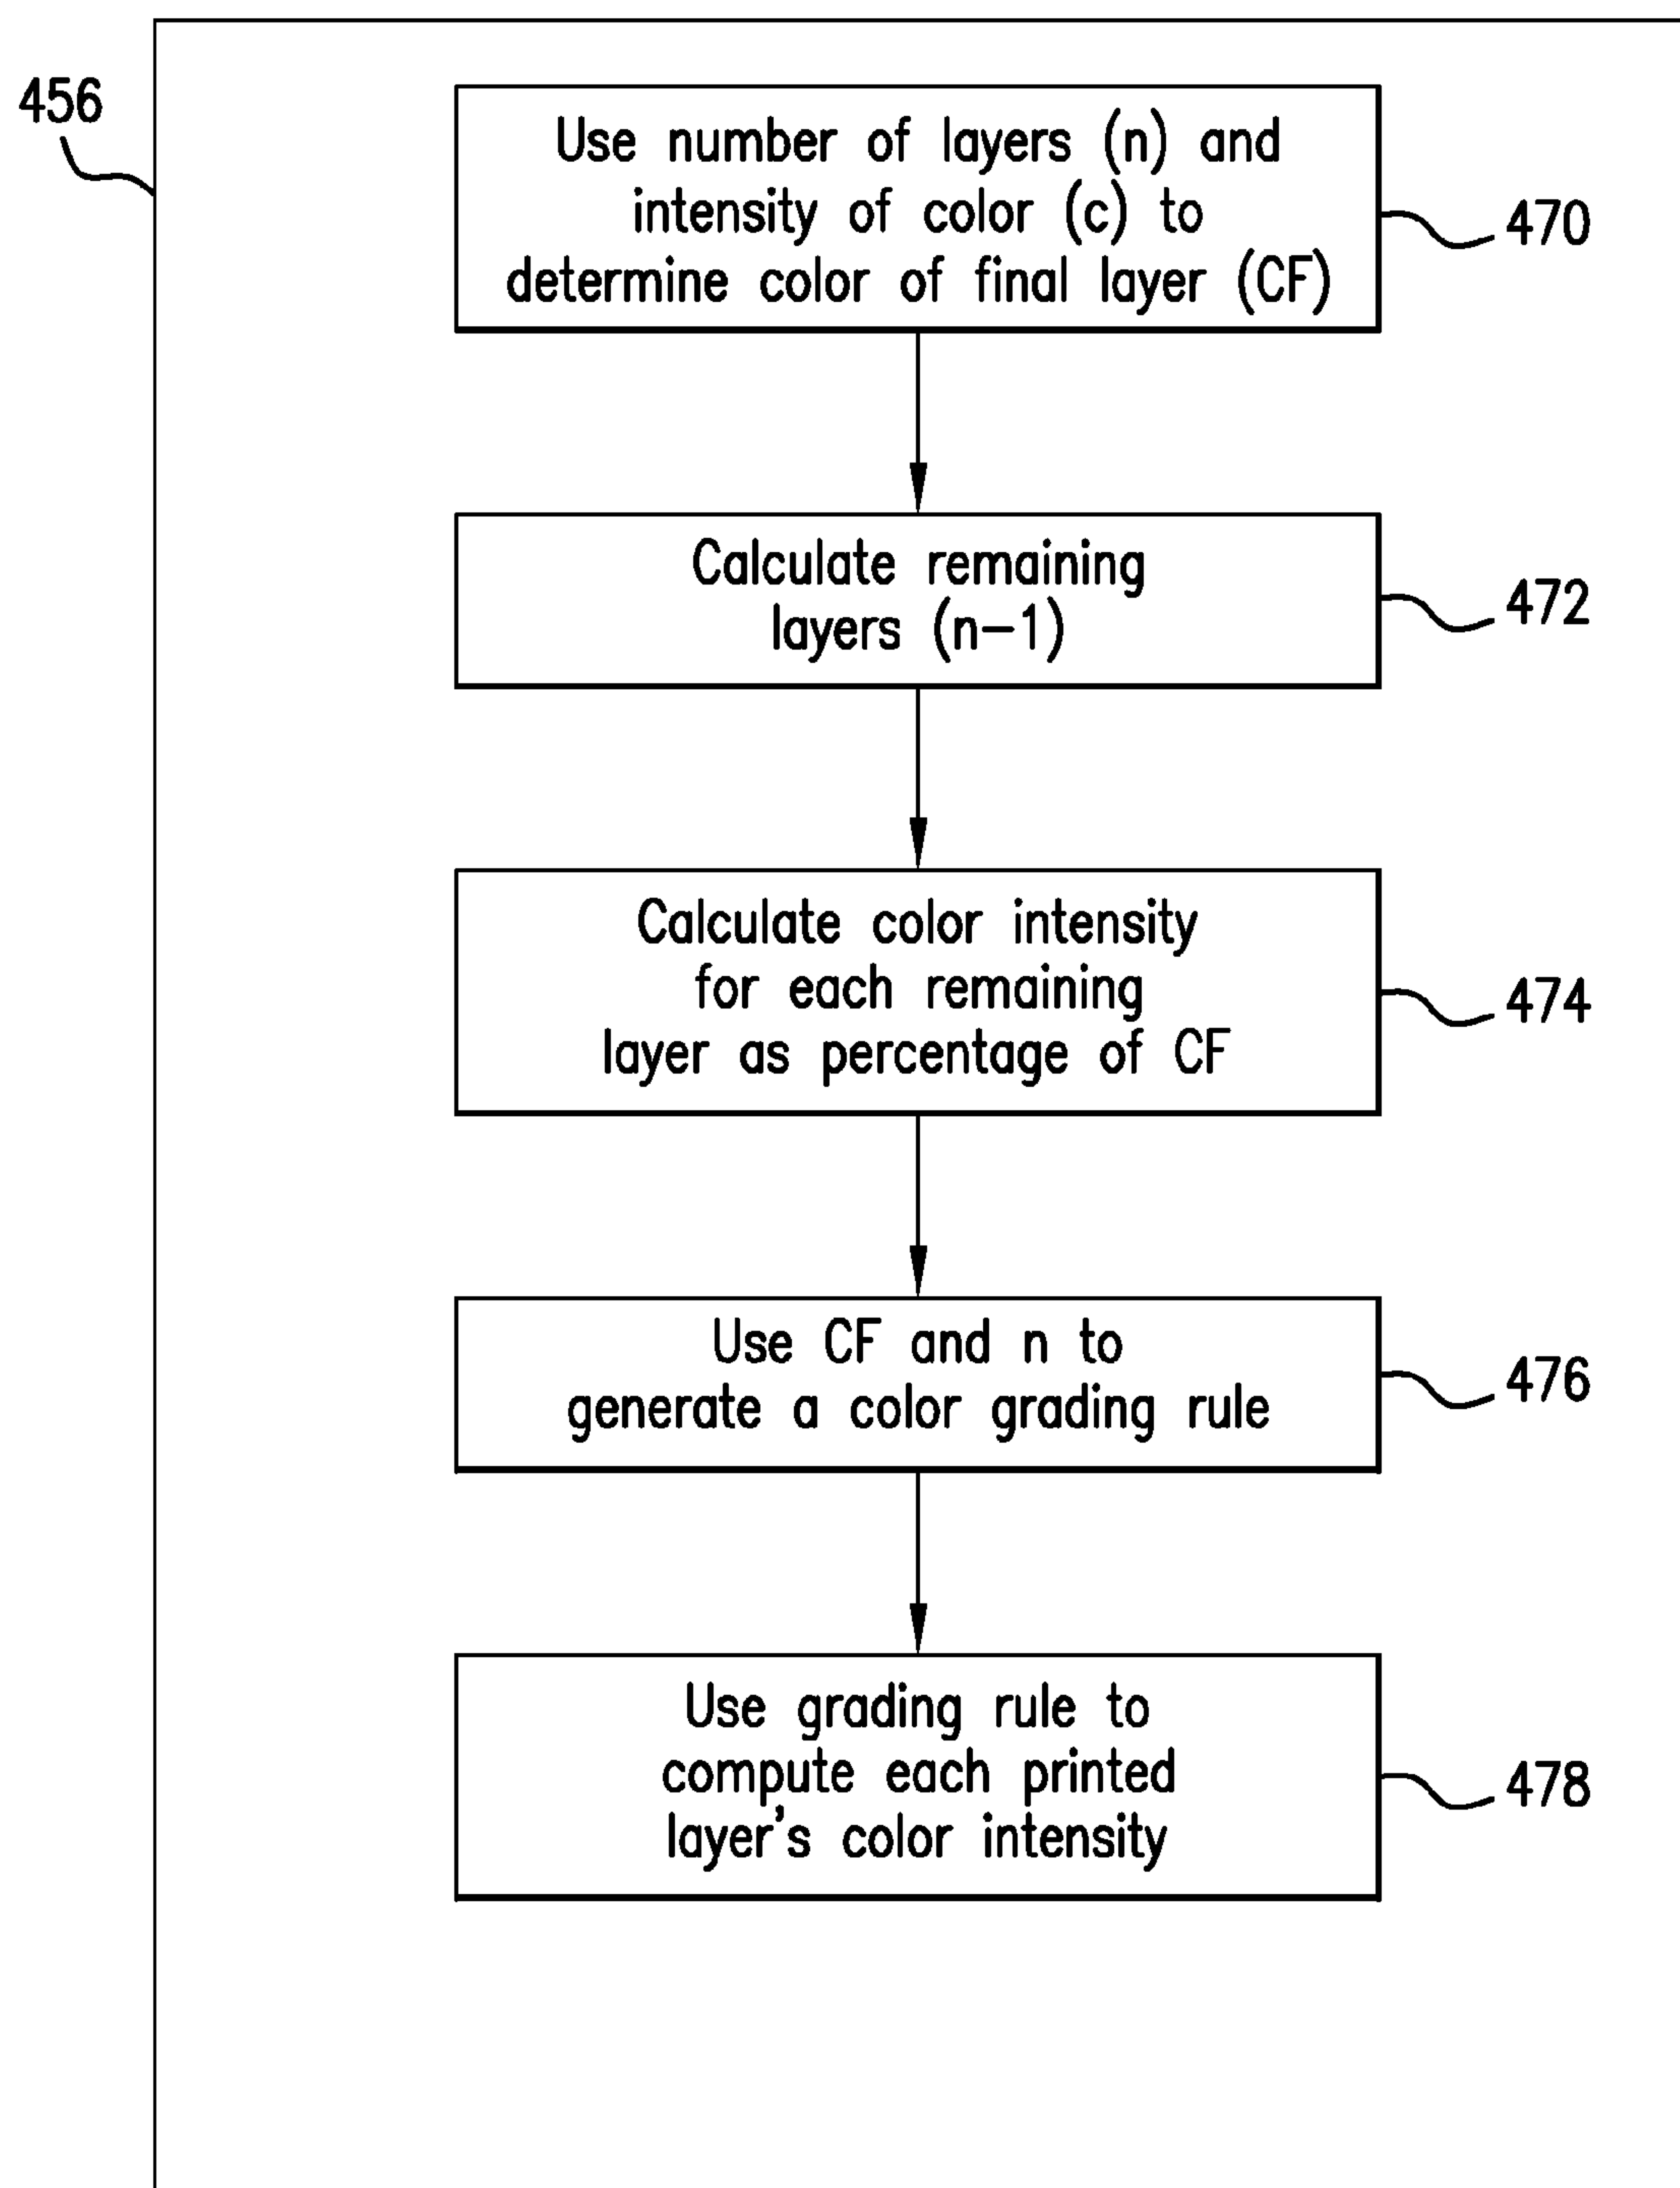 456
Use number of layers (n) and
intensity of color (c) to
determine color of final layer (CF)
470
Calculate remaining
layers (n-1)
472
Calculate color intensity
for each remaining
layer as percentage of CF
474
Use CF and n to
generate a color grading rule
476
Use grading rule to
compute each printed
layer's color intensity
478